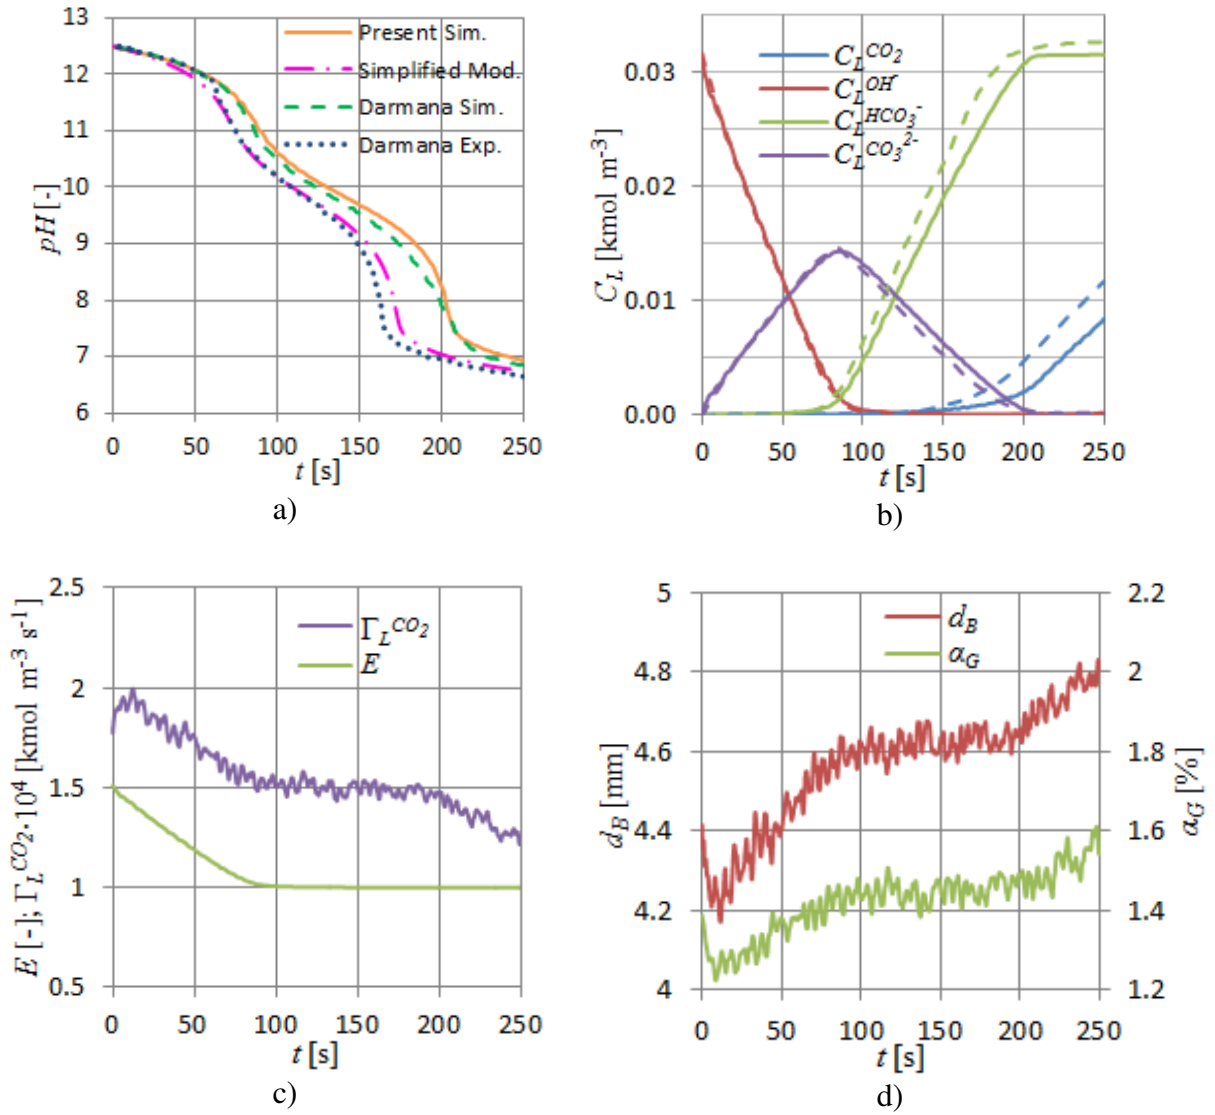 13
12
11
10
9
8
7
6
pH [-]
Present Sim.
Simplified Mod.
Darmana Sim.
Darmana Exp.
0 50 100 150 200 250
t [s]
a)
0.03
0.02
0.01
0.00
C_L [kmol m⁻³]
C_L^CO₂
C_L^OH⁻
C_L^HCO₃⁻
C_L^CO₃²⁻
0 50 100 150 200 250
t [s]
b)
2.5
2
1.5
1
0.5
E [-]; Γ_L^CO₂·10⁴ [kmol m⁻³ s⁻¹]
Γ_L^CO₂
E
0 50 100 150 200 250
t [s]
c)
5
4.8
4.6
4.4
4.2
4
d_B [mm]
d_B
α_G
2.2
2
1.8
1.6
1.4
1.2
α_G [%]
0 50 100 150 200 250
t [s]
d)